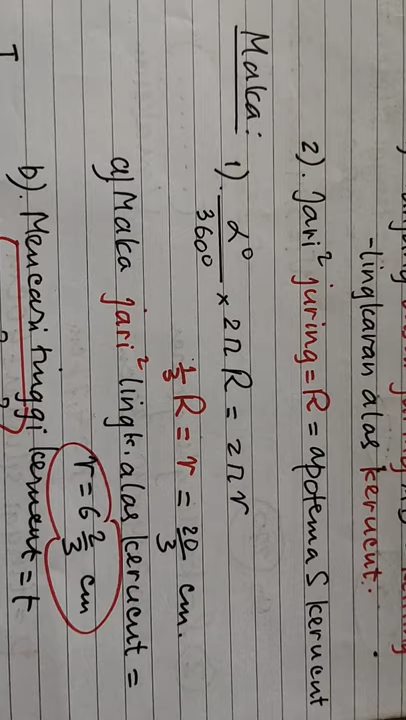 -lingkaran alas kerucut.
2). Jari² juring = R = apotema S kerucut
Maka:
1). α°/360° × 2πR = 2πr
1/3 R = r = 20/3 cm.
a) Maka jari² lingk. alas kerucut =
r = 6 2/3 cm
b). Mencari tinggi kerucut = t